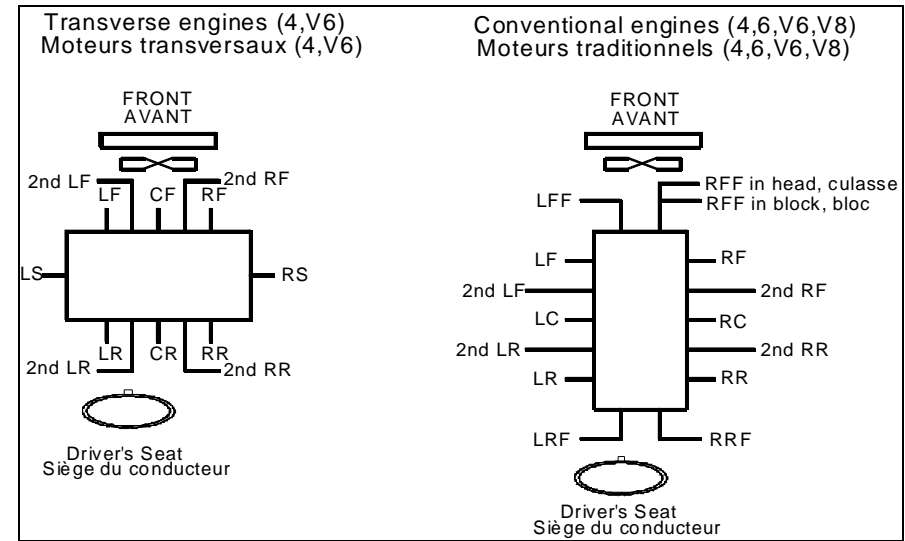 Transverse engines (4,V6)
Moteurs transversaux (4,V6)
FRONT
AVANT
2nd LF
2nd RF
LF CF RF
LS
RS
LR CR RR
2nd LR
2nd RR
Driver's Seat
Siège du conducteur
Conventional engines (4,6,V6,V8)
Moteurs traditionnels (4,6,V6,V8)
FRONT
AVANT
RFF in head, culasse
LFF
RFF in block, bloc
LF
RF
2nd LF
2nd RF
LC
RC
2nd LR
2nd RR
LR
RR
LRF
RRF
Driver's Seat
Siège du conducteur